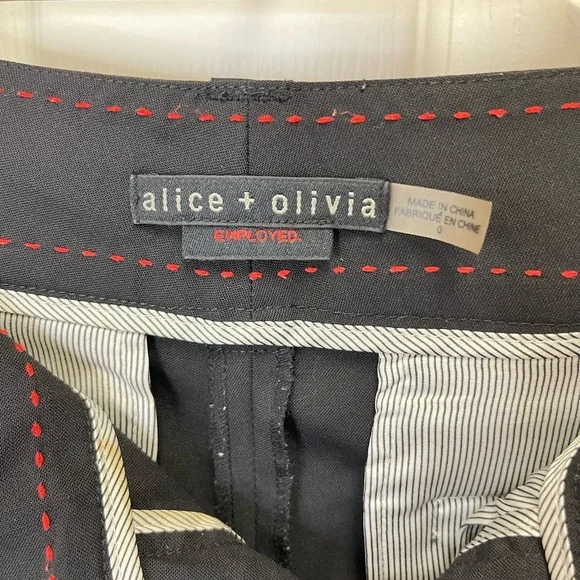 alice + olivia
EMPLOYED.
MADE IN CHINA
FABRIQUÉ EN CHINE
0